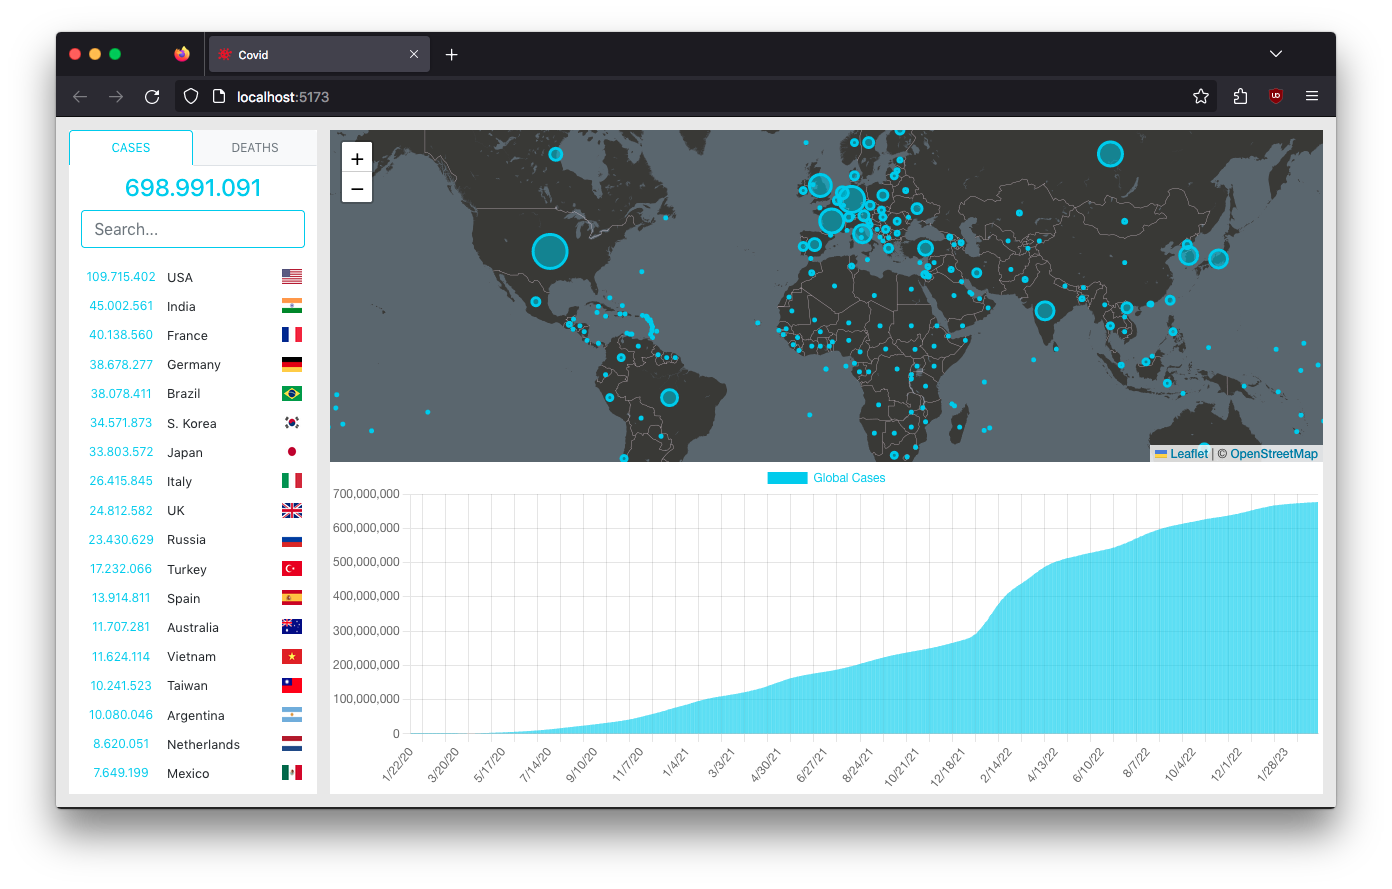 Covid
localhost:5173
CASES
DEATHS
698.991.091
Search...
109.715.402 USA
45.002.561 India
40.138.560 France
38.678.277 Germany
38.078.411 Brazil
34.571.873 S. Korea
33.803.572 Japan
26.415.845 Italy
24.812.582 UK
23.430.629 Russia
17.232.066 Turkey
13.914.811 Spain
11.707.281 Australia
11.624.114 Vietnam
10.241.523 Taiwan
10.080.046 Argentina
8.620.051 Netherlands
7.649.199 Mexico
+
−
Leaflet | © OpenStreetMap
Global Cases
700,000,000
600,000,000
500,000,000
400,000,000
300,000,000
200,000,000
100,000,000
0
1/22/20
3/20/20
5/17/20
7/14/20
9/10/20
11/7/20
1/4/21
3/3/21
4/30/21
6/27/21
8/24/21
10/21/21
12/18/21
2/14/22
4/13/22
6/10/22
8/7/22
10/4/22
12/1/22
1/28/23